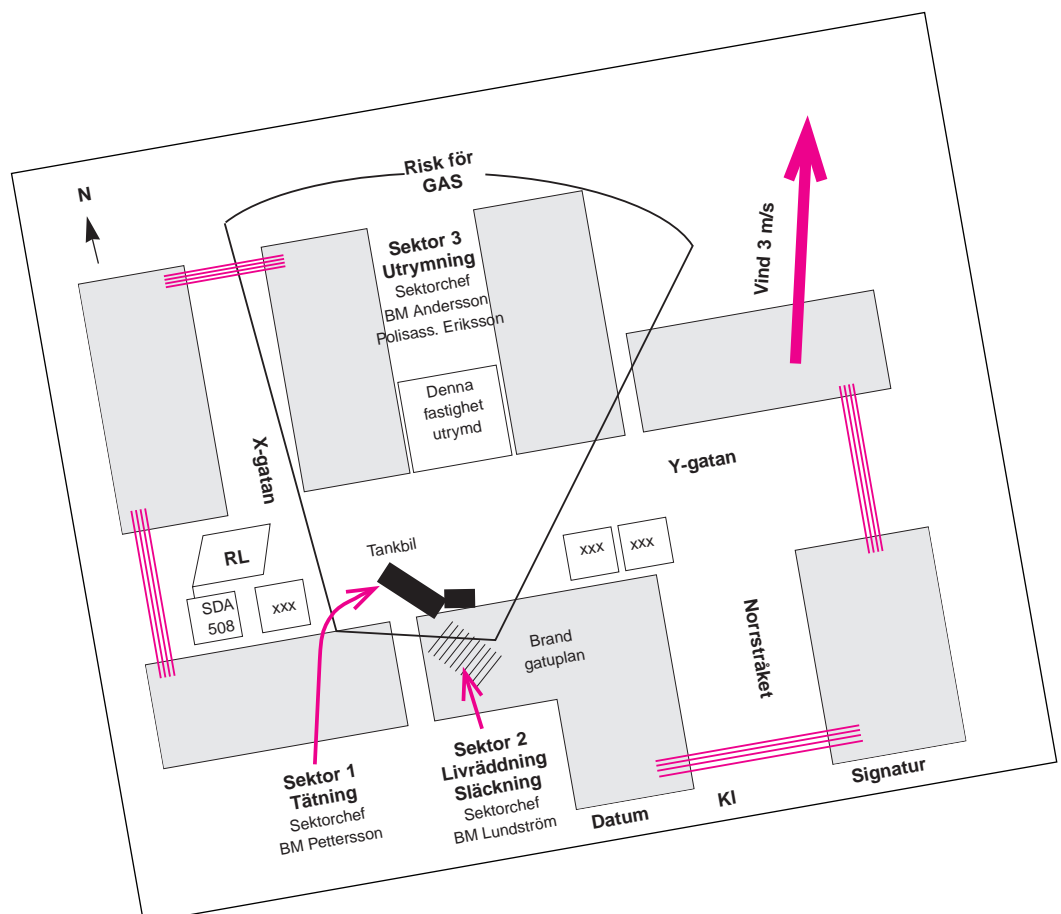 Risk för
GAS
N
Vind 3 m/s
Sektor 3
Utrymning
Sektorchef
BM Andersson
Polisass. Eriksson
Denna
fastighet
utrymd
X-gatan
Y-gatan
Tankbil
RL
SDA
508
xxx
xxx
xxx
Brand
gatuplan
Norrstråket
Sektor 1
Tätning
Sektorchef
BM Pettersson
Sektor 2
Livräddning
Släckning
Sektorchef
BM Lundström
Datum
Kl
Signatur